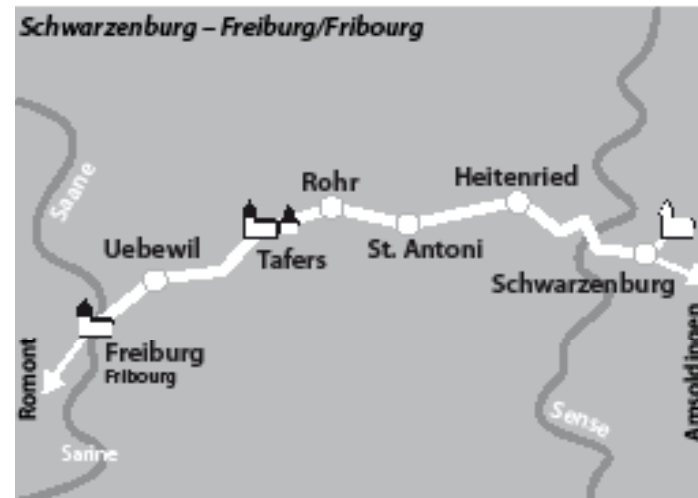 Schwarzenburg – Freiburg/Fribourg
Saane
Rohr
Heitenried
Uebewil
Tafers
St. Antoni
Schwarzenburg
Freiburg
Fribourg
Romont
Amsoldingen
Sense
Sarine